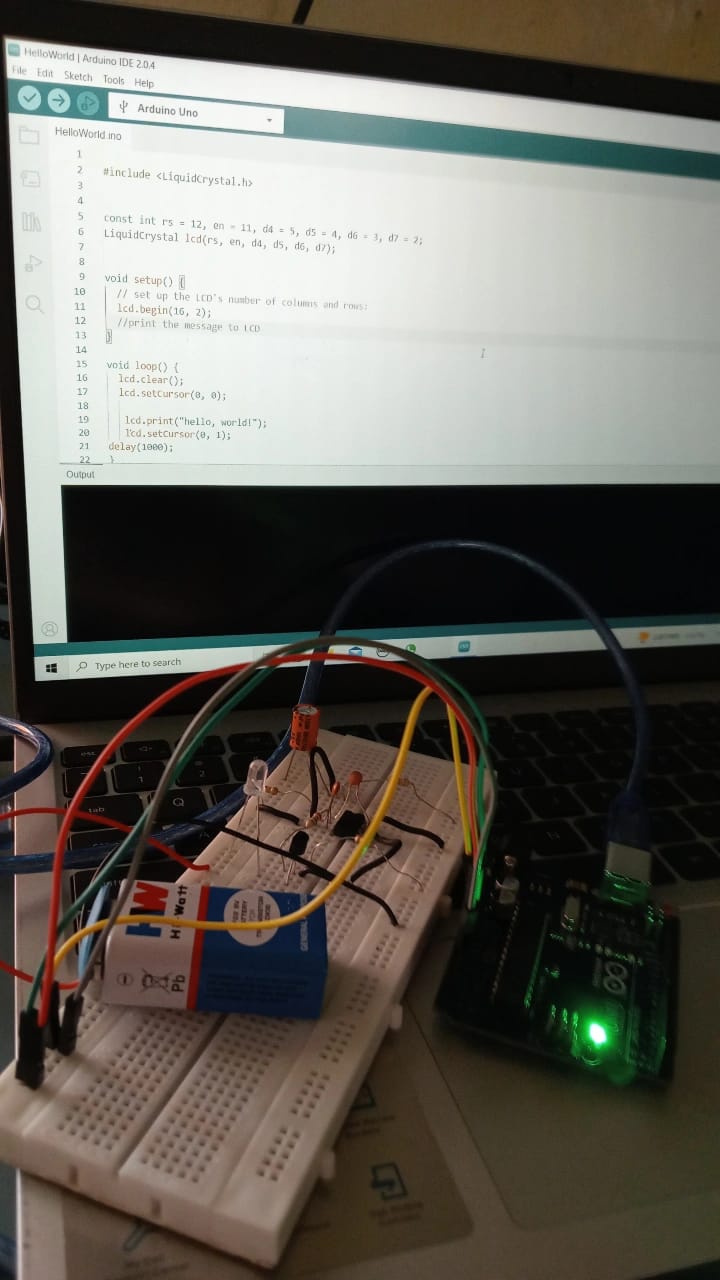 HelloWorld | Arduino IDE 2.0.4
File Edit Sketch Tools Help
Arduino Uno
HelloWorld.ino
1
2 #include <LiquidCrystal.h>
3
4
5 const int rs = 12, en = 11, d4 = 5, d5 = 4, d6 = 3, d7 = 2;
6 LiquidCrystal lcd(rs, en, d4, d5, d6, d7);
7
8
9 void setup() {
10 // set up the LCD's number of columns and rows:
11 lcd.begin(16, 2);
12 //print the message to LCD
13 }
14
15 void loop() {
16 lcd.clear();
17 lcd.setCursor(0, 0);
18
19 lcd.print("hello, world!");
20 lcd.setCursor(0, 1);
21 delay(1000);
22 }
Output
Type here to search
esc
1
2
tab
Q
HW
Hi-Watt
Pb